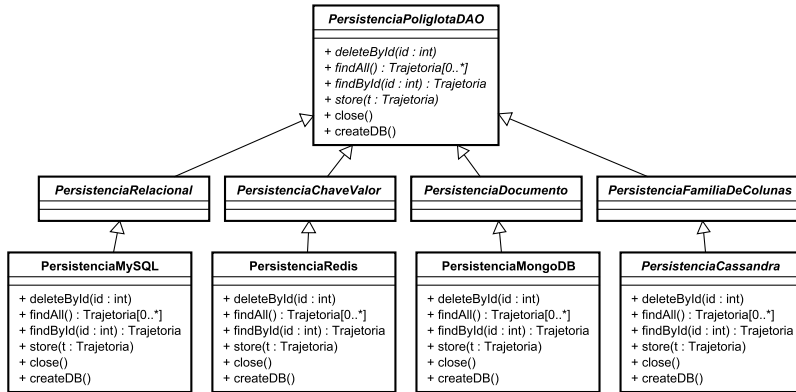 PersistenciaPoliglotaDAO
+ deleteById(id : int)
+ findAll() : Trajetoria[0..*]
+ findById(id : int) : Trajetoria
+ store(t : Trajetoria)
+ close()
+ createDB()
PersistenciaRelacional
PersistenciaChaveValor
PersistenciaDocumento
PersistenciaFamiliaDeColunas
PersistenciaMySQL
+ deleteById(id : int)
+ findAll() : Trajetoria[0..*]
+ findById(id : int) : Trajetoria
+ store(t : Trajetoria)
+ close()
+ createDB()
PersistenciaRedis
+ deleteById(id : int)
+ findAll() : Trajetoria[0..*]
+ findById(id : int) : Trajetoria
+ store(t : Trajetoria)
+ close()
+ createDB()
PersistenciaMongoDB
+ deleteById(id : int)
+ findAll() : Trajetoria[0..*]
+ findById(id : int) : Trajetoria
+ store(t : Trajetoria)
+ close()
+ createDB()
PersistenciaCassandra
+ deleteById(id : int)
+ findAll() : Trajetoria[0..*]
+ findById(id : int) : Trajetoria
+ store(t : Trajetoria)
+ close()
+ createDB()